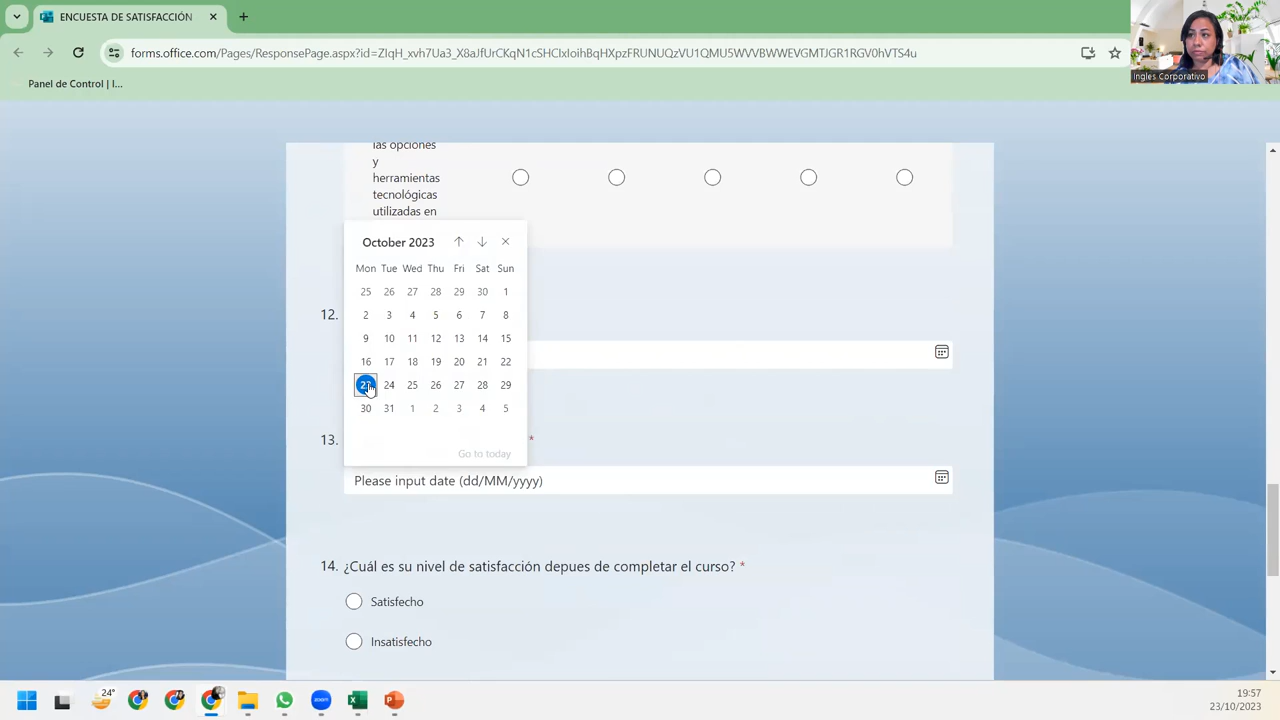 ENCUESTA DE SATISFACCIÓN
forms.office.com/Pages/ResponsePage.aspx?id=ZIqH_xvh7Ua3_X8aJfUrCKqN1cSHClxIoihBqHXpzFRUNUQzVU1QMU5WVVBWWEVGMTJGR1RGV0hVTS4u
Ingles Corporativo
Panel de Control | I...
las opciones
y
herramientas
tecnológicas
utilizadas en
October 2023
Mon Tue Wed Thu Fri Sat Sun
25 26 27 28 29 30 1
2 3 4 5 6 7 8
9 10 11 12 13 14 15
16 17 18 19 20 21 22
23 24 25 26 27 28 29
30 31 1 2 3 4 5
Go to today
12.
13. *
Please input date (dd/MM/yyyy)
14. ¿Cuál es su nivel de satisfacción depues de completar el curso? *
Satisfecho
Insatisfecho
24°
zoom
19:57
23/10/2023